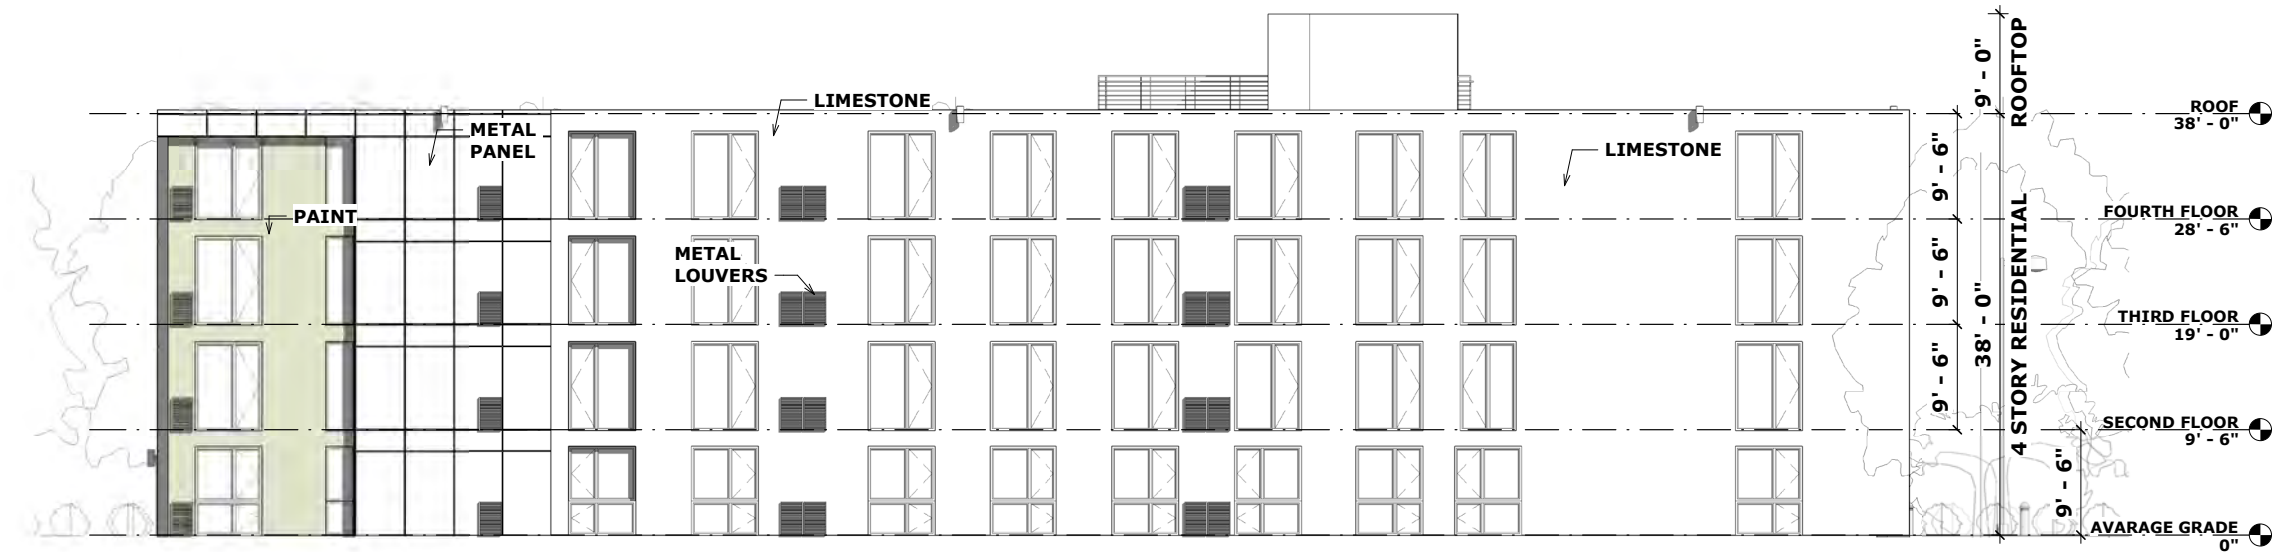 LIMESTONE
METAL
PANEL
LIMESTONE
PAINT
METAL
LOUVERS
9' - 0"
ROOFTOP
9' - 6"
9' - 6"
9' - 6"
9' - 6"
38' - 0"
4 STORY RESIDENTIAL
ROOF
38' - 0"
FOURTH FLOOR
28' - 6"
THIRD FLOOR
19' - 0"
SECOND FLOOR
9' - 6"
AVARAGE GRADE
0"